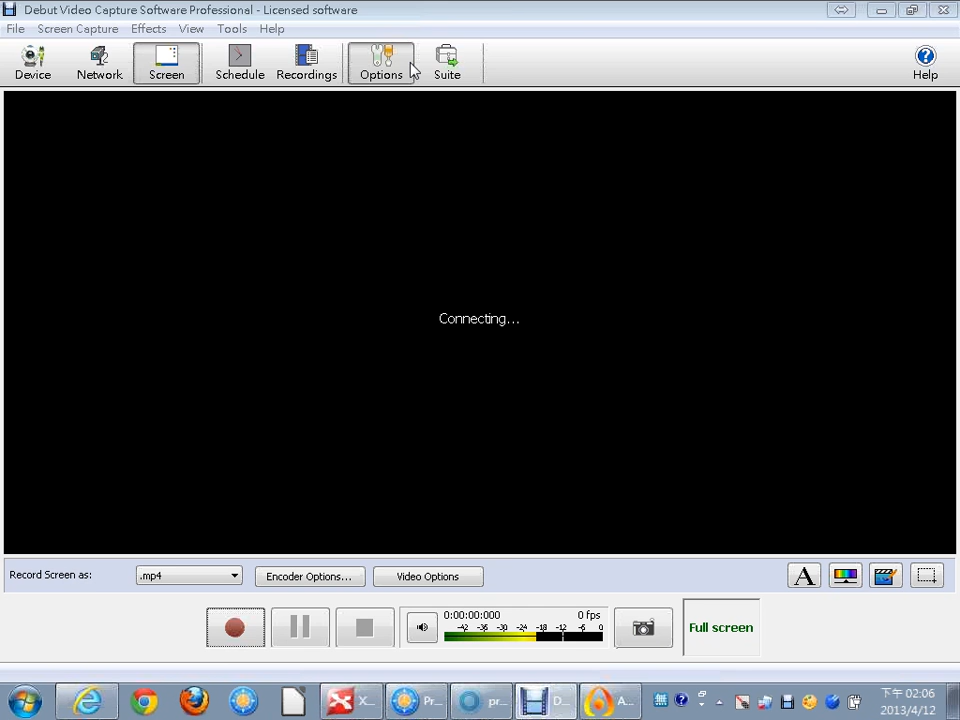 Debut Video Capture Software Professional - Licensed software
File Screen Capture Effects View Tools Help
Device Network Screen Schedule Recordings Options Suite Help
Connecting...
Record Screen as: .mp4 Encoder Options... Video Options
A
0:00:00:000 0 fps
-42 -36 -30 -24 -18 -12 -6 0
Full screen
X... Pr... pr... D... A...
下午 02:06
2013/4/12